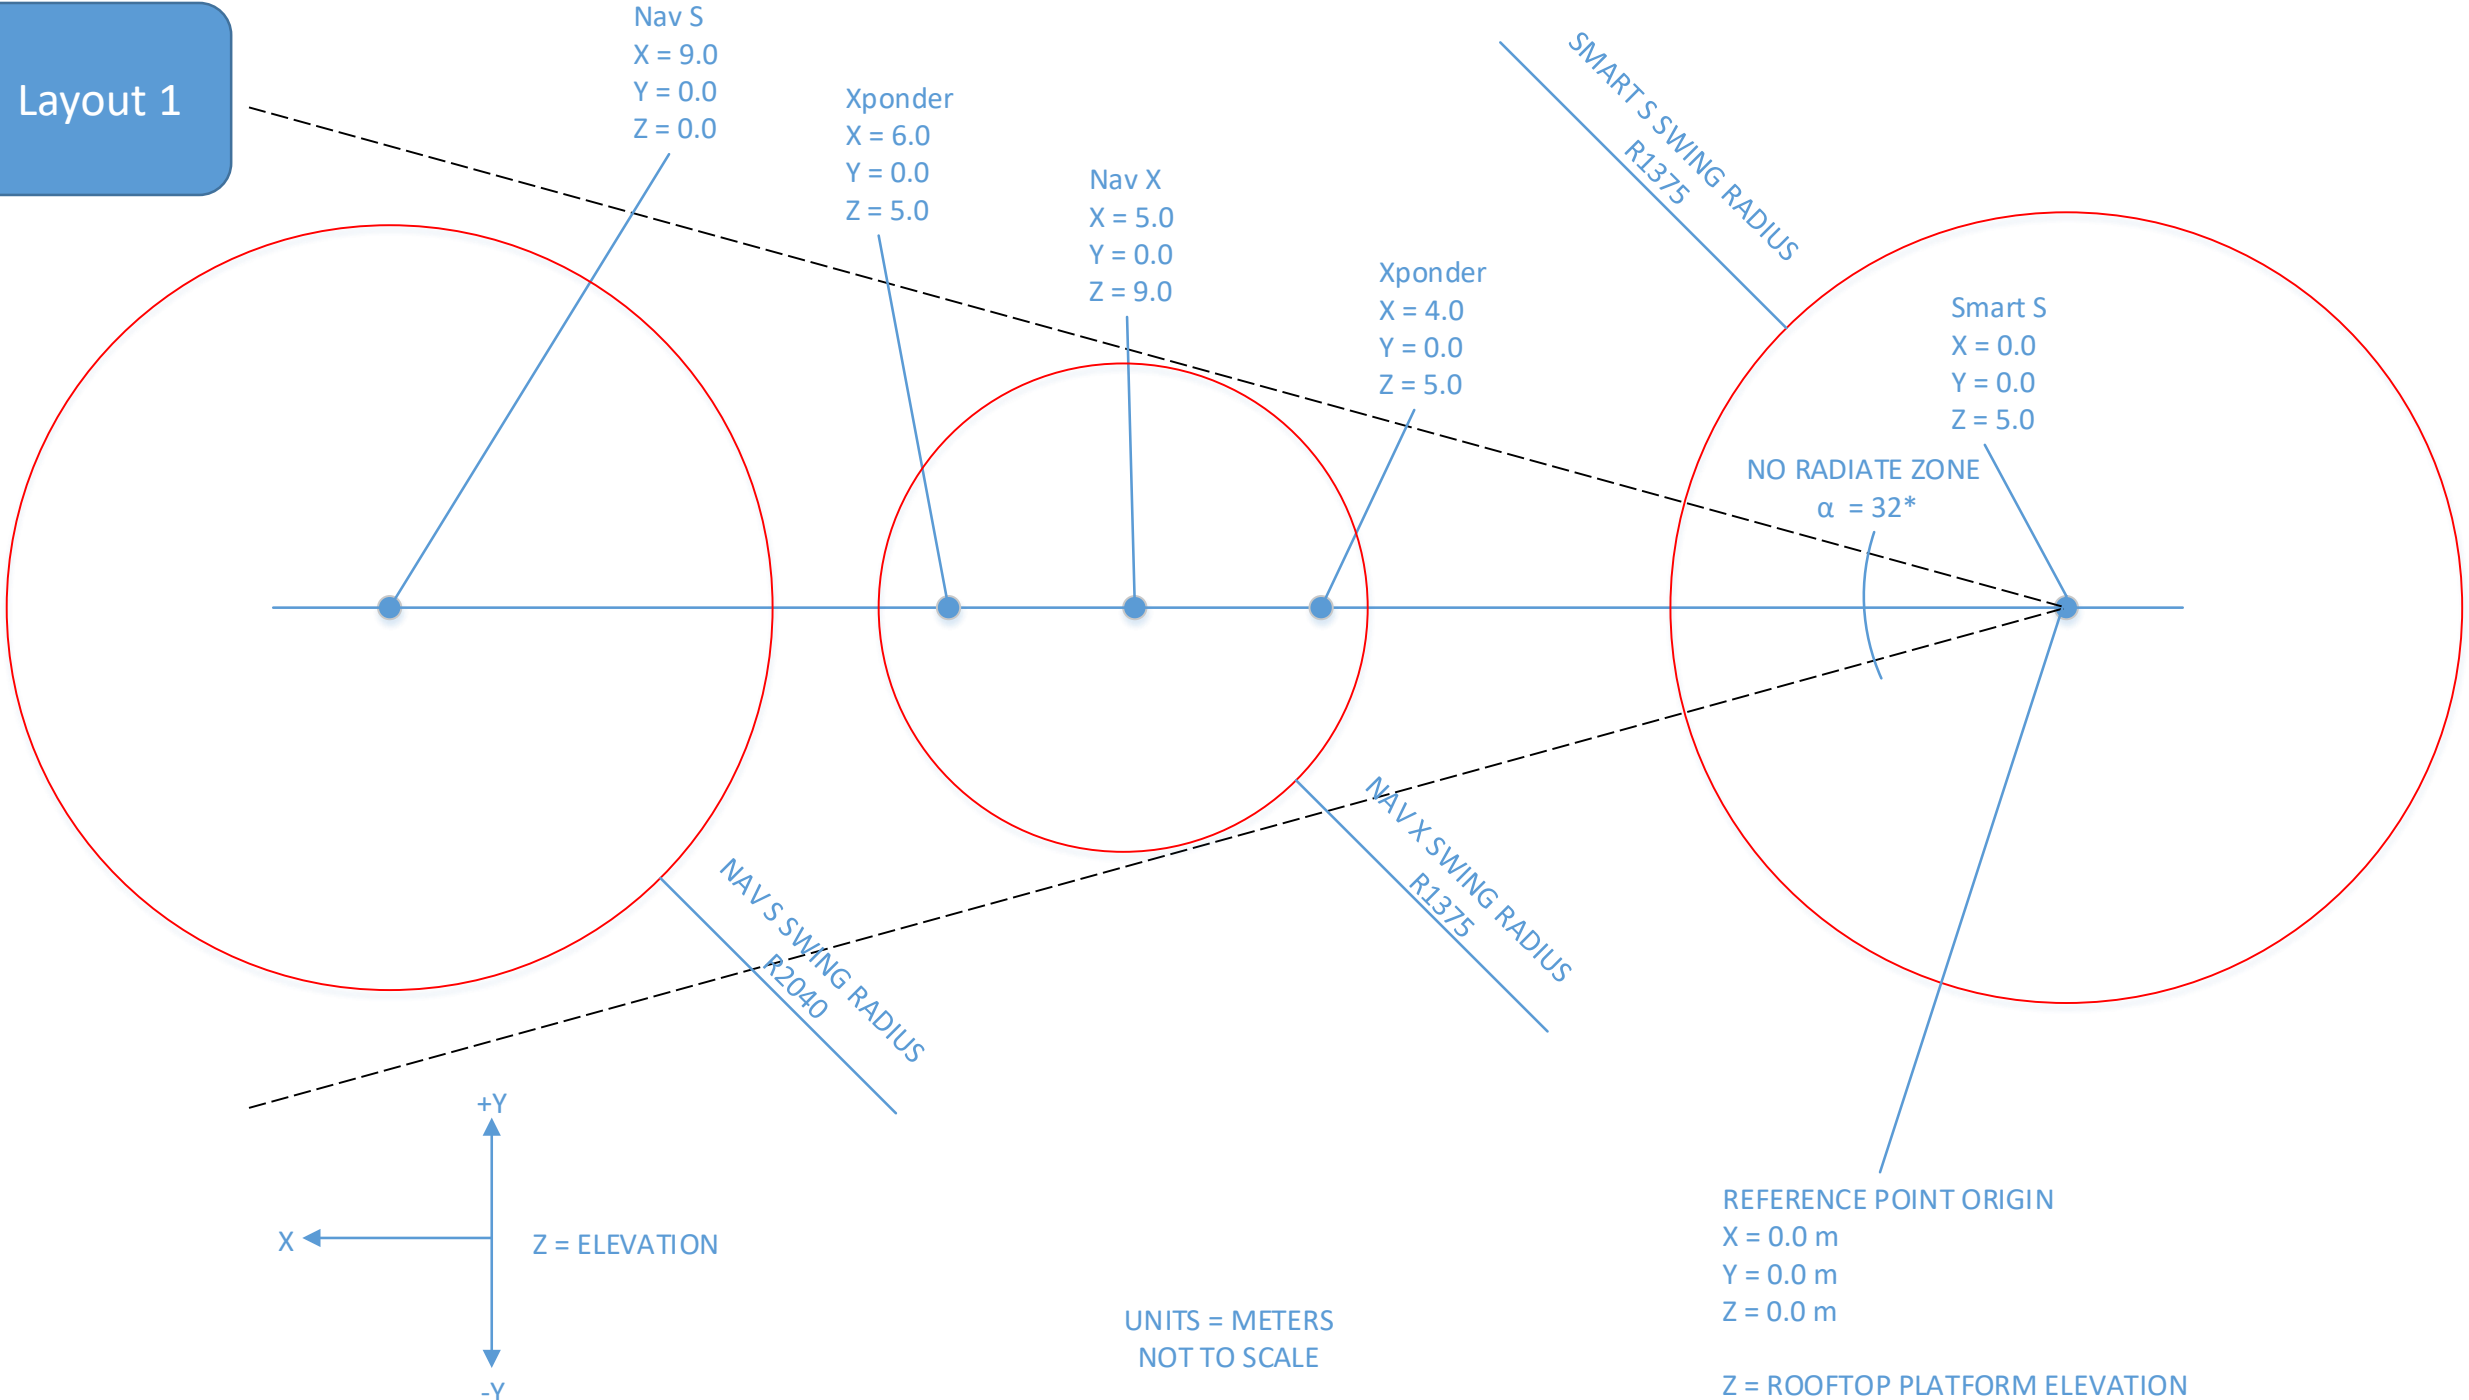 Layout 1
Nav S
X = 9.0
Y = 0.0
Z = 0.0
Xponder
X = 6.0
Y = 0.0
Z = 5.0
Nav X
X = 5.0
Y = 0.0
Z = 9.0
Xponder
X = 4.0
Y = 0.0
Z = 5.0
SMART S SWING RADIUS
R1375
Smart S
X = 0.0
Y = 0.0
Z = 5.0
NO RADIATE ZONE
α = 32*
NAV S SWING RADIUS
R2040
NAV X SWING RADIUS
R1375
+Y
X
Z = ELEVATION
-Y
UNITS = METERS
NOT TO SCALE
REFERENCE POINT ORIGIN
X = 0.0 m
Y = 0.0 m
Z = 0.0 m
Z = ROOFTOP PLATFORM ELEVATION